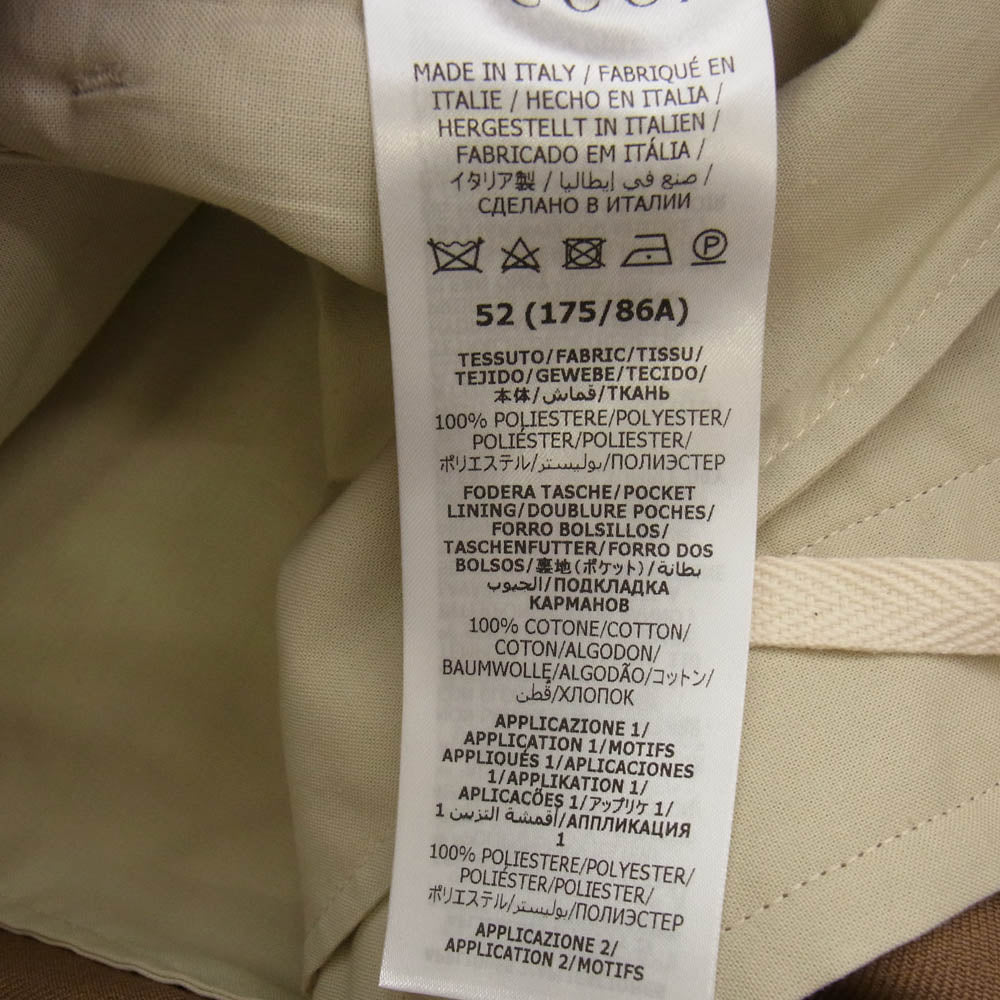 MADE IN ITALY / FABRIQUÉ EN
ITALIE / HECHO EN ITALIA /
HERGESTELLT IN ITALIEN /
FABRICADO EM ITÁLIA /
イタリア製 / صنع في إيطاليا /
СДЕЛАНО В ИТАЛИИ
P
52 (175/86A)
TESSUTO/FABRIC/TISSU/
TEJIDO/GEWEBE/TECIDO/
本体/قماش/ТКАНЬ
100% POLIESTERE/POLYESTER/
POLIÉSTER/POLIESTER/
ポリエステル/بوليستر/ПОЛИЭСТЕР
FODERA TASCHE/POCKET
LINING/DOUBLURE POCHES/
FORRO BOLSILLOS/
TASCHENFUTTER/FORRO DOS
BOLSOS/裏地(ポケット)/بطانة
الجيوب/ПОДКЛАДКА
КАРМАНОВ
100% COTONE/COTTON/
COTON/ALGODON/
BAUMWOLLE/ALGODÃO/コットン/
قطن/ХЛОПОК
APPLICAZIONE 1/
APPLICATION 1/MOTIFS
APPLIQUÉS 1/APLICACIONES
1/APPLIKATION 1/
APLICACÕES 1/アップリケ 1/
أقمشة التزيين 1/АППЛИКАЦИЯ
1
100% POLIESTERE/POLYESTER/
POLIÉSTER/POLIESTER/
ポリエステル/بوليستر/ПОЛИЭСТЕР
APPLICAZIONE 2/
APPLICATION 2/MOTIFS